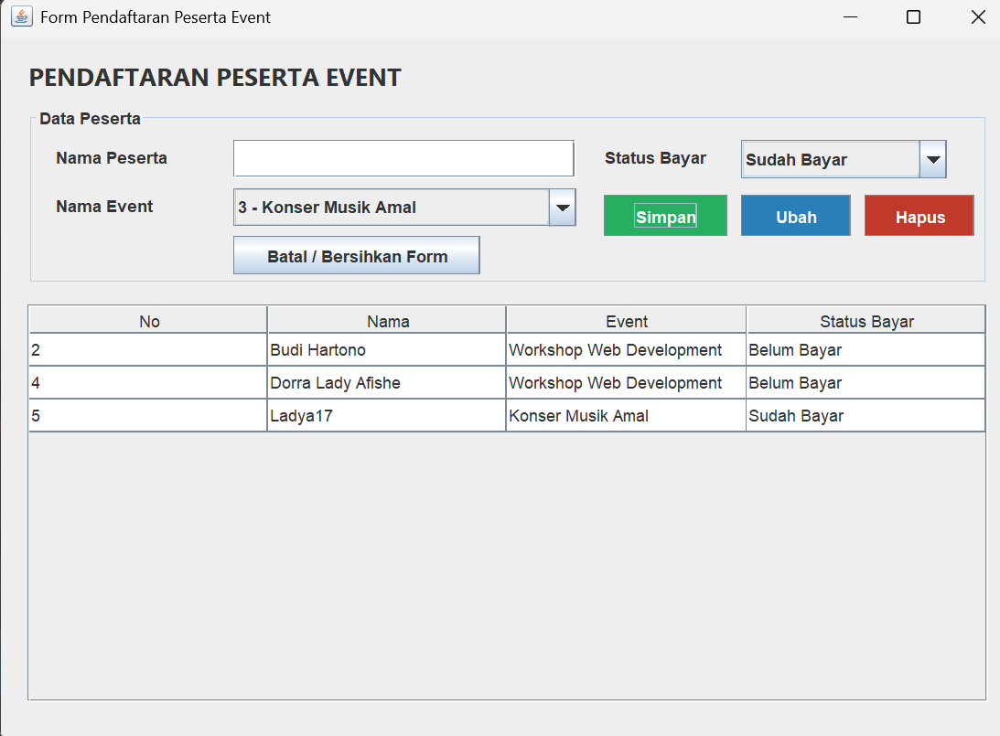 Form Pendaftaran Peserta Event
PENDAFTARAN PESERTA EVENT
Data Peserta
Nama Peserta
Status Bayar
Sudah Bayar
Nama Event
3 - Konser Musik Amal
Simpan
Ubah
Hapus
Batal / Bersihkan Form
No Nama Event Status Bayar
2 Budi Hartono Workshop Web Development Belum Bayar
4 Dorra Lady Afishe Workshop Web Development Belum Bayar
5 Ladya17 Konser Musik Amal Sudah Bayar